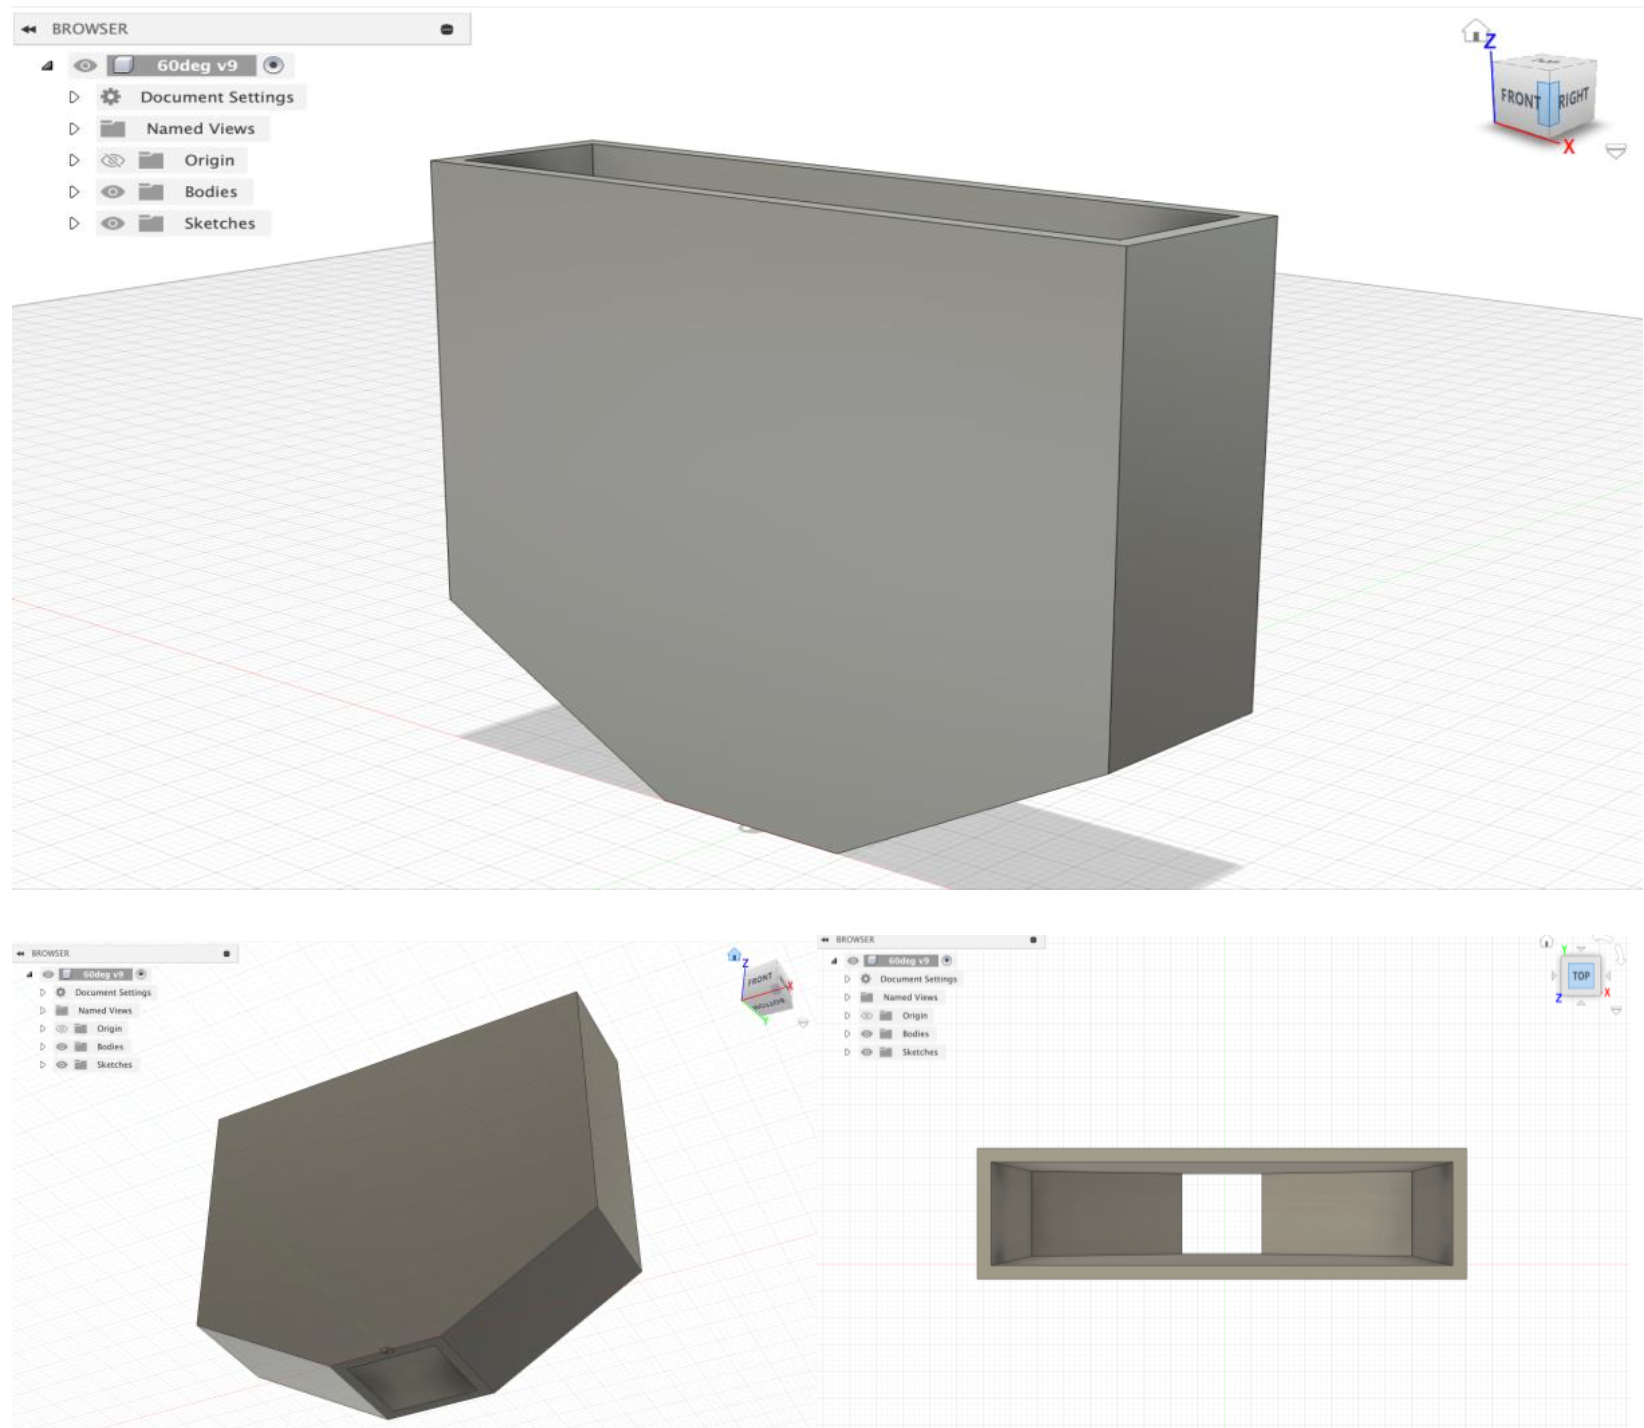 BROWSER
60deg v9
Document Settings
Named Views
Origin
Bodies
Sketches
Z
TOP
FRONT
RIGHT
X
BROWSER
60deg v9
Document Settings
Named Views
Origin
Bodies
Sketches
Z
FRONT
X
BOTTOM
Y
BROWSER
60deg v9
Document Settings
Named Views
Origin
Bodies
Sketches
Y
TOP
X
Z